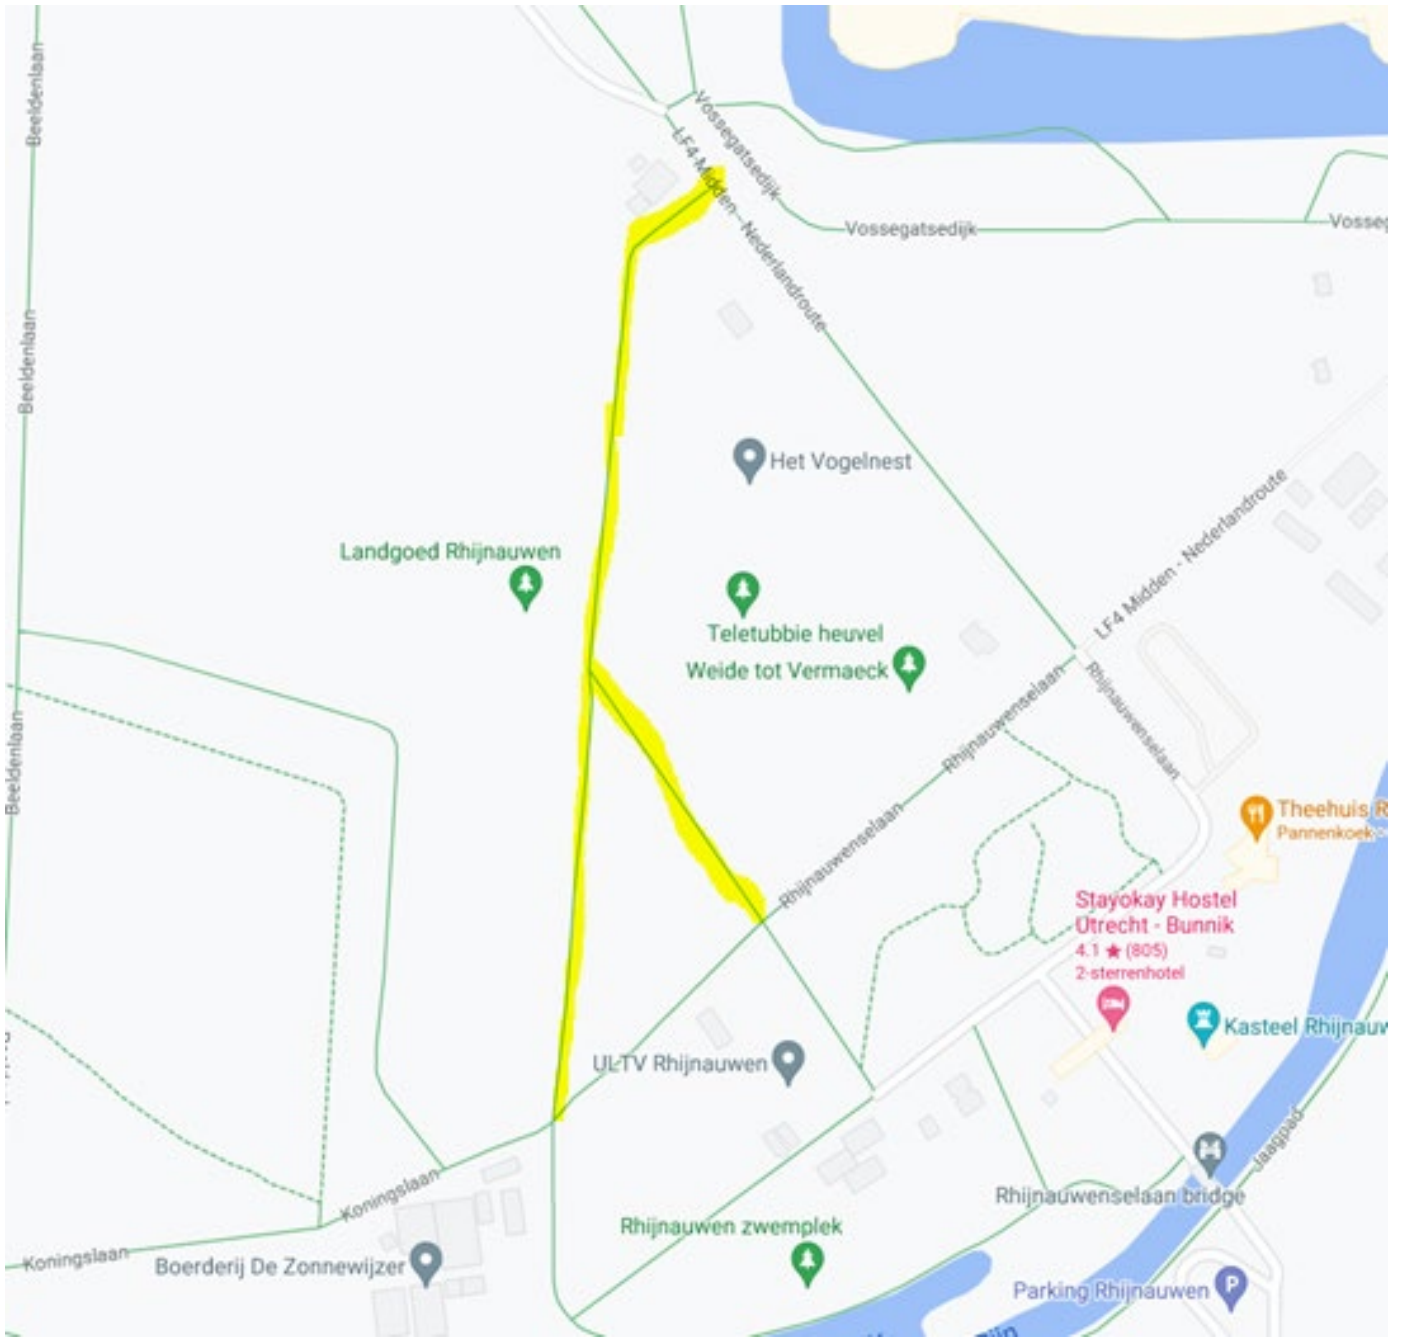 Beeldenlaan
Vossegatsedijk
LF4 Midden - Nederlandroute
Vossegatsedijk
Vosseg
Beeldenlaan
Het Vogelnest
Landgoed Rhijnauwen
LF4 Midden - Nederlandroute
Teletubbie heuvel
Weide tot Vermaeck
Rhijnauwenselaan
Rhijnauwenselaan
Beeldenlaan
Rhijnauwenselaan
Theehuis R
Pannenkoek -
Stayokay Hostel
Utrecht - Bunnik
4.1 ★ (805)
2-sterrenhotel
Kasteel Rhijnauw
ULTV Rhijnauwen
Jaagpad
Koningslaan
Rhijnauwenselaan bridge
Rhijnauwen zwemplek
Koningslaan
Boerderij De Zonnewijzer
Parking Rhijnauwen
P